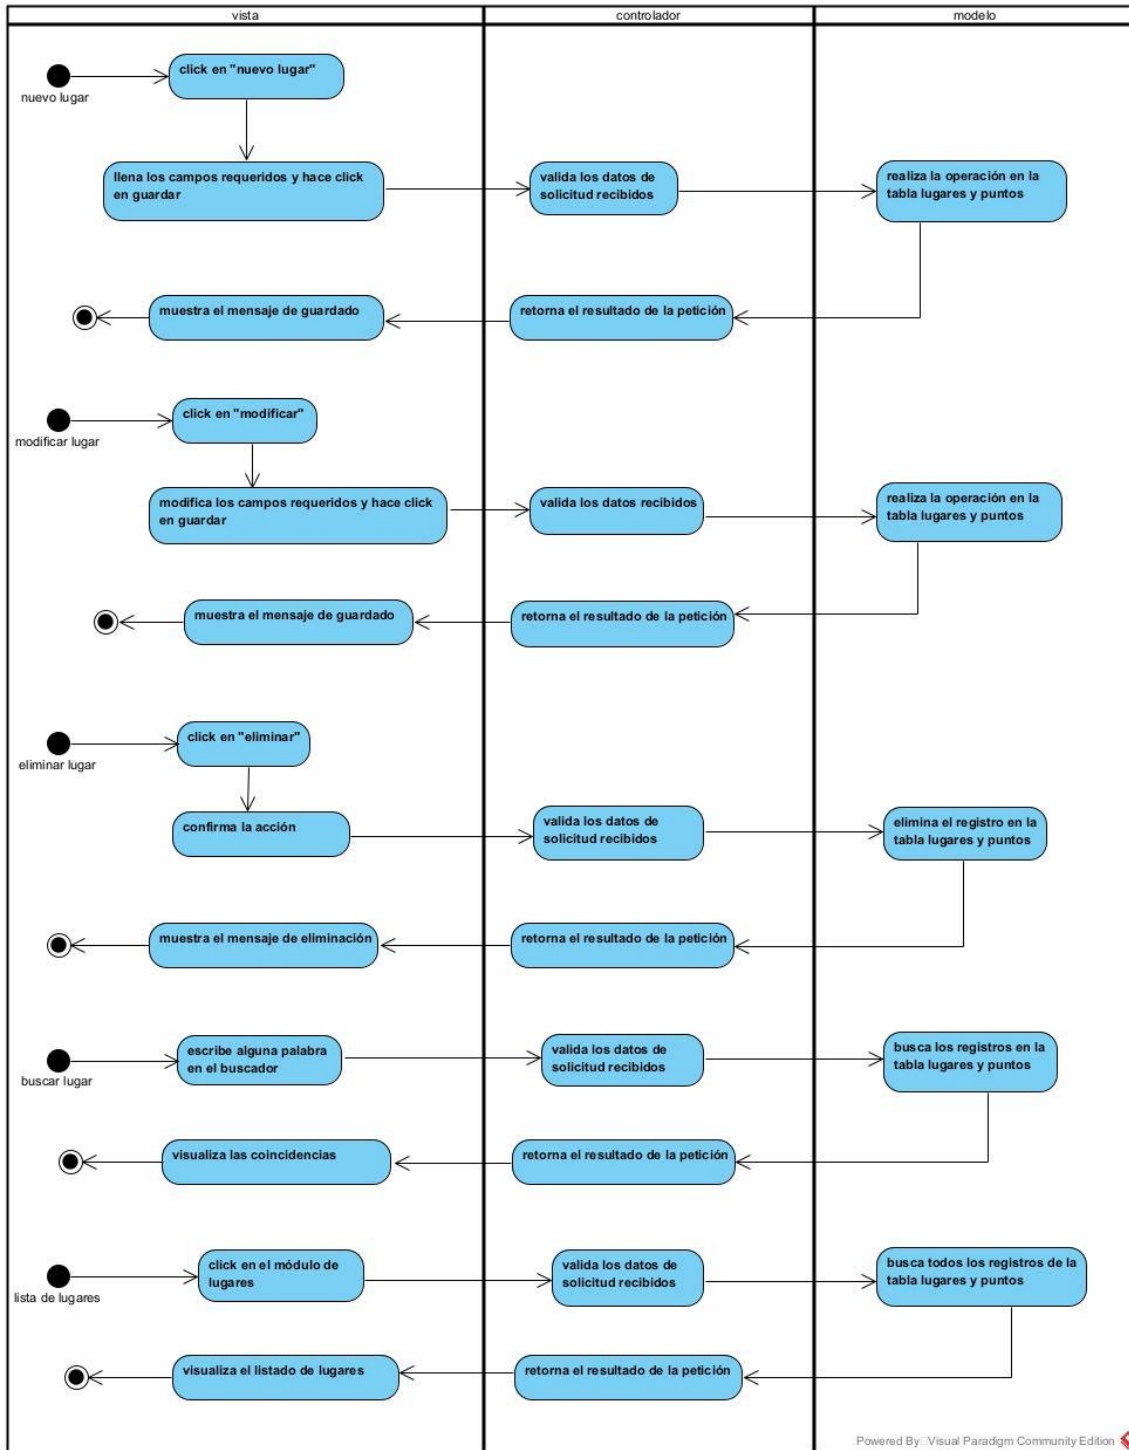 vista
controlador
modelo
click en "nuevo lugar"
nuevo lugar
llena los campos requeridos y hace click
en guardar
valida los datos de
solicitud recibidos
realiza la operación en la
tabla lugares y puntos
muestra el mensaje de guardado
retorna el resultado de la petición
click en "modificar"
modificar lugar
modifica los campos requeridos y hace click
en guardar
valida los datos recibidos
realiza la operación en la
tabla lugares y puntos
muestra el mensaje de guardado
retorna el resultado de la petición
click en "eliminar"
eliminar lugar
confirma la acción
valida los datos de
solicitud recibidos
elimina el registro en la
tabla lugares y puntos
muestra el mensaje de eliminación
retorna el resultado de la petición
buscar lugar
escribe alguna palabra
en el buscador
valida los datos de
solicitud recibidos
busca los registros en la
tabla lugares y puntos
visualiza las coincidencias
retorna el resultado de la petición
lista de lugares
click en el módulo de
lugares
valida los datos de
solicitud recibidos
busca todos los registros de la
tabla lugares y puntos
visualiza el listado de lugares
retorna el resultado de la petición
Powered By Visual Paradigm Community Edition